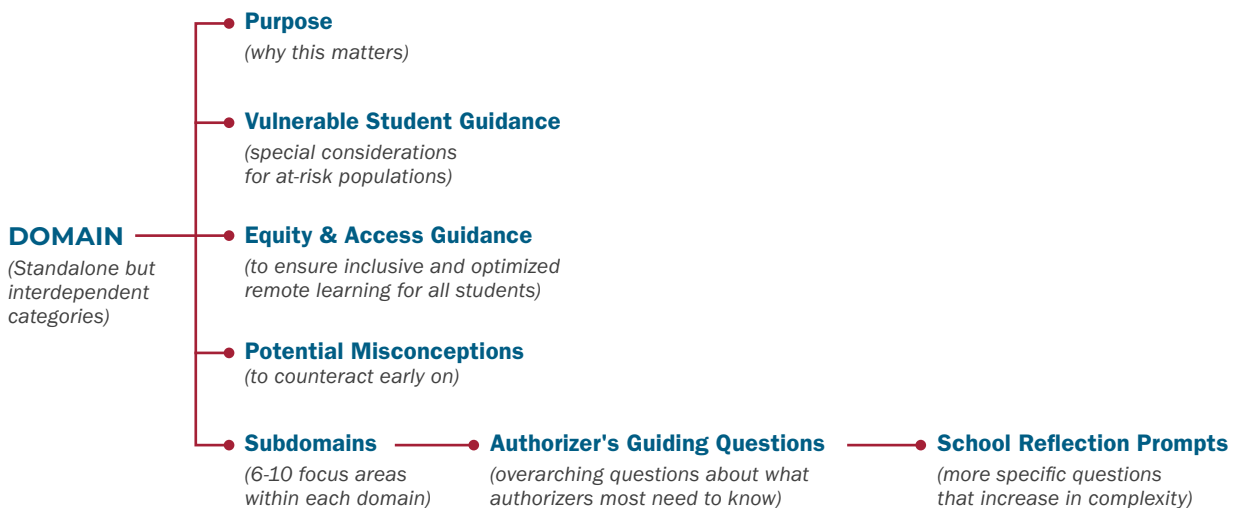 Purpose
(why this matters)
Vulnerable Student Guidance
(special considerations
for at-risk populations)
DOMAIN
(Standalone but
interdependent
categories)
Equity & Access Guidance
(to ensure inclusive and optimized
remote learning for all students)
Potential Misconceptions
(to counteract early on)
Subdomains
(6-10 focus areas
within each domain)
Authorizer's Guiding Questions
(overarching questions about what
authorizers most need to know)
School Reflection Prompts
(more specific questions
that increase in complexity)